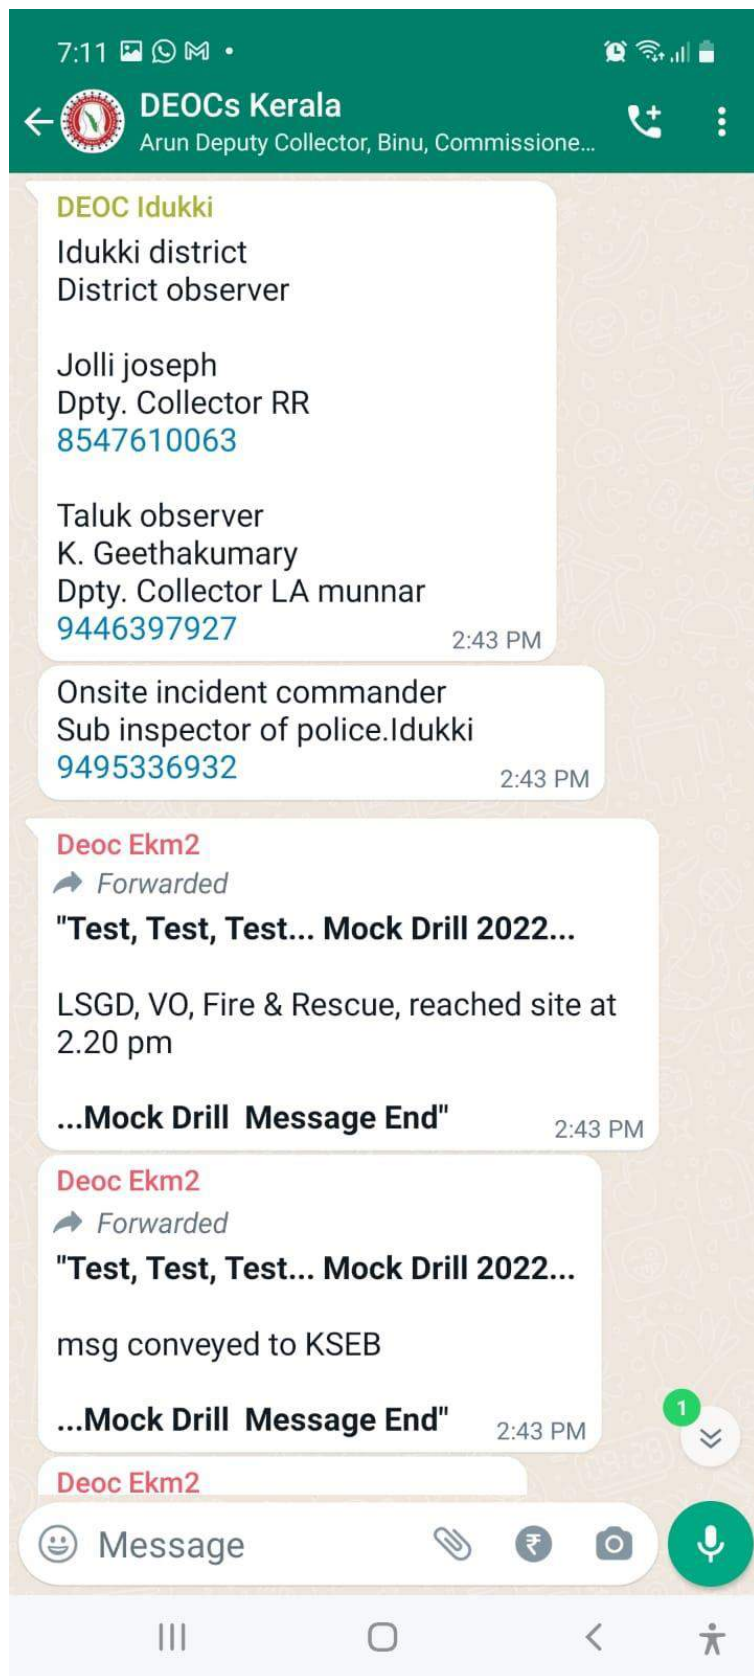 7:11
DEOCs Kerala
Arun Deputy Collector, Binu, Commissione...
DEOC Idukki
Idukki district
District observer
Jolli joseph
Dpty. Collector RR
8547610063
Taluk observer
K. Geethakumary
Dpty. Collector LA munnar
9446397927
2:43 PM
Onsite incident commander
Sub inspector of police.Idukki
9495336932
2:43 PM
Deoc Ekm2
Forwarded
"Test, Test, Test... Mock Drill 2022...
LSGD, VO, Fire & Rescue, reached site at
2.20 pm
...Mock Drill  Message End"
2:43 PM
Deoc Ekm2
Forwarded
"Test, Test, Test... Mock Drill 2022...
msg conveyed to KSEB
...Mock Drill  Message End"
2:43 PM
1
Deoc Ekm2
Message